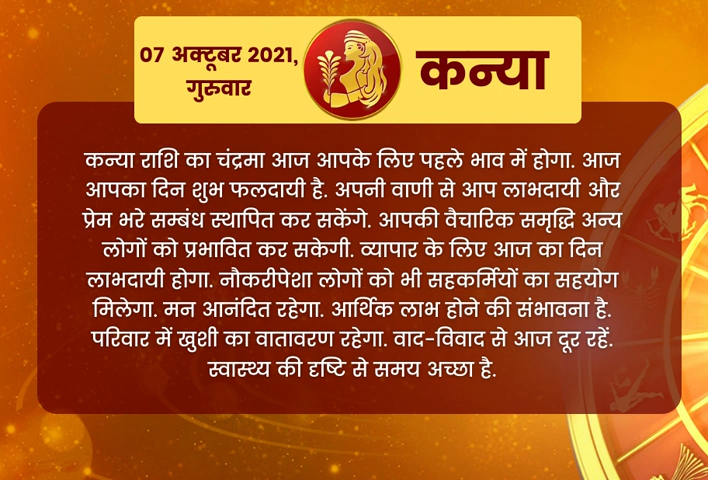 07 अक्टूबर 2021,
गुरुवार
कन्या
कन्या राशि का चंद्रमा आज आपके लिए पहले भाव में होगा. आज
आपका दिन शुभ फलदायी है. अपनी वाणी से आप लाभदायी और
प्रेम भरे सम्बंध स्थापित कर सकेंगे. आपकी वैचारिक समृद्धि अन्य
लोगों को प्रभावित कर सकेगी. व्यापार के लिए आज का दिन
लाभदायी होगा. नौकरीपेशा लोगों को भी सहकर्मियों का सहयोग
मिलेगा. मन आनंदित रहेगा. आर्थिक लाभ होने की संभावना है.
परिवार में खुशी का वातावरण रहेगा. वाद-विवाद से आज दूर रहें.
स्वास्थ्य की दृष्टि से समय अच्छा है.